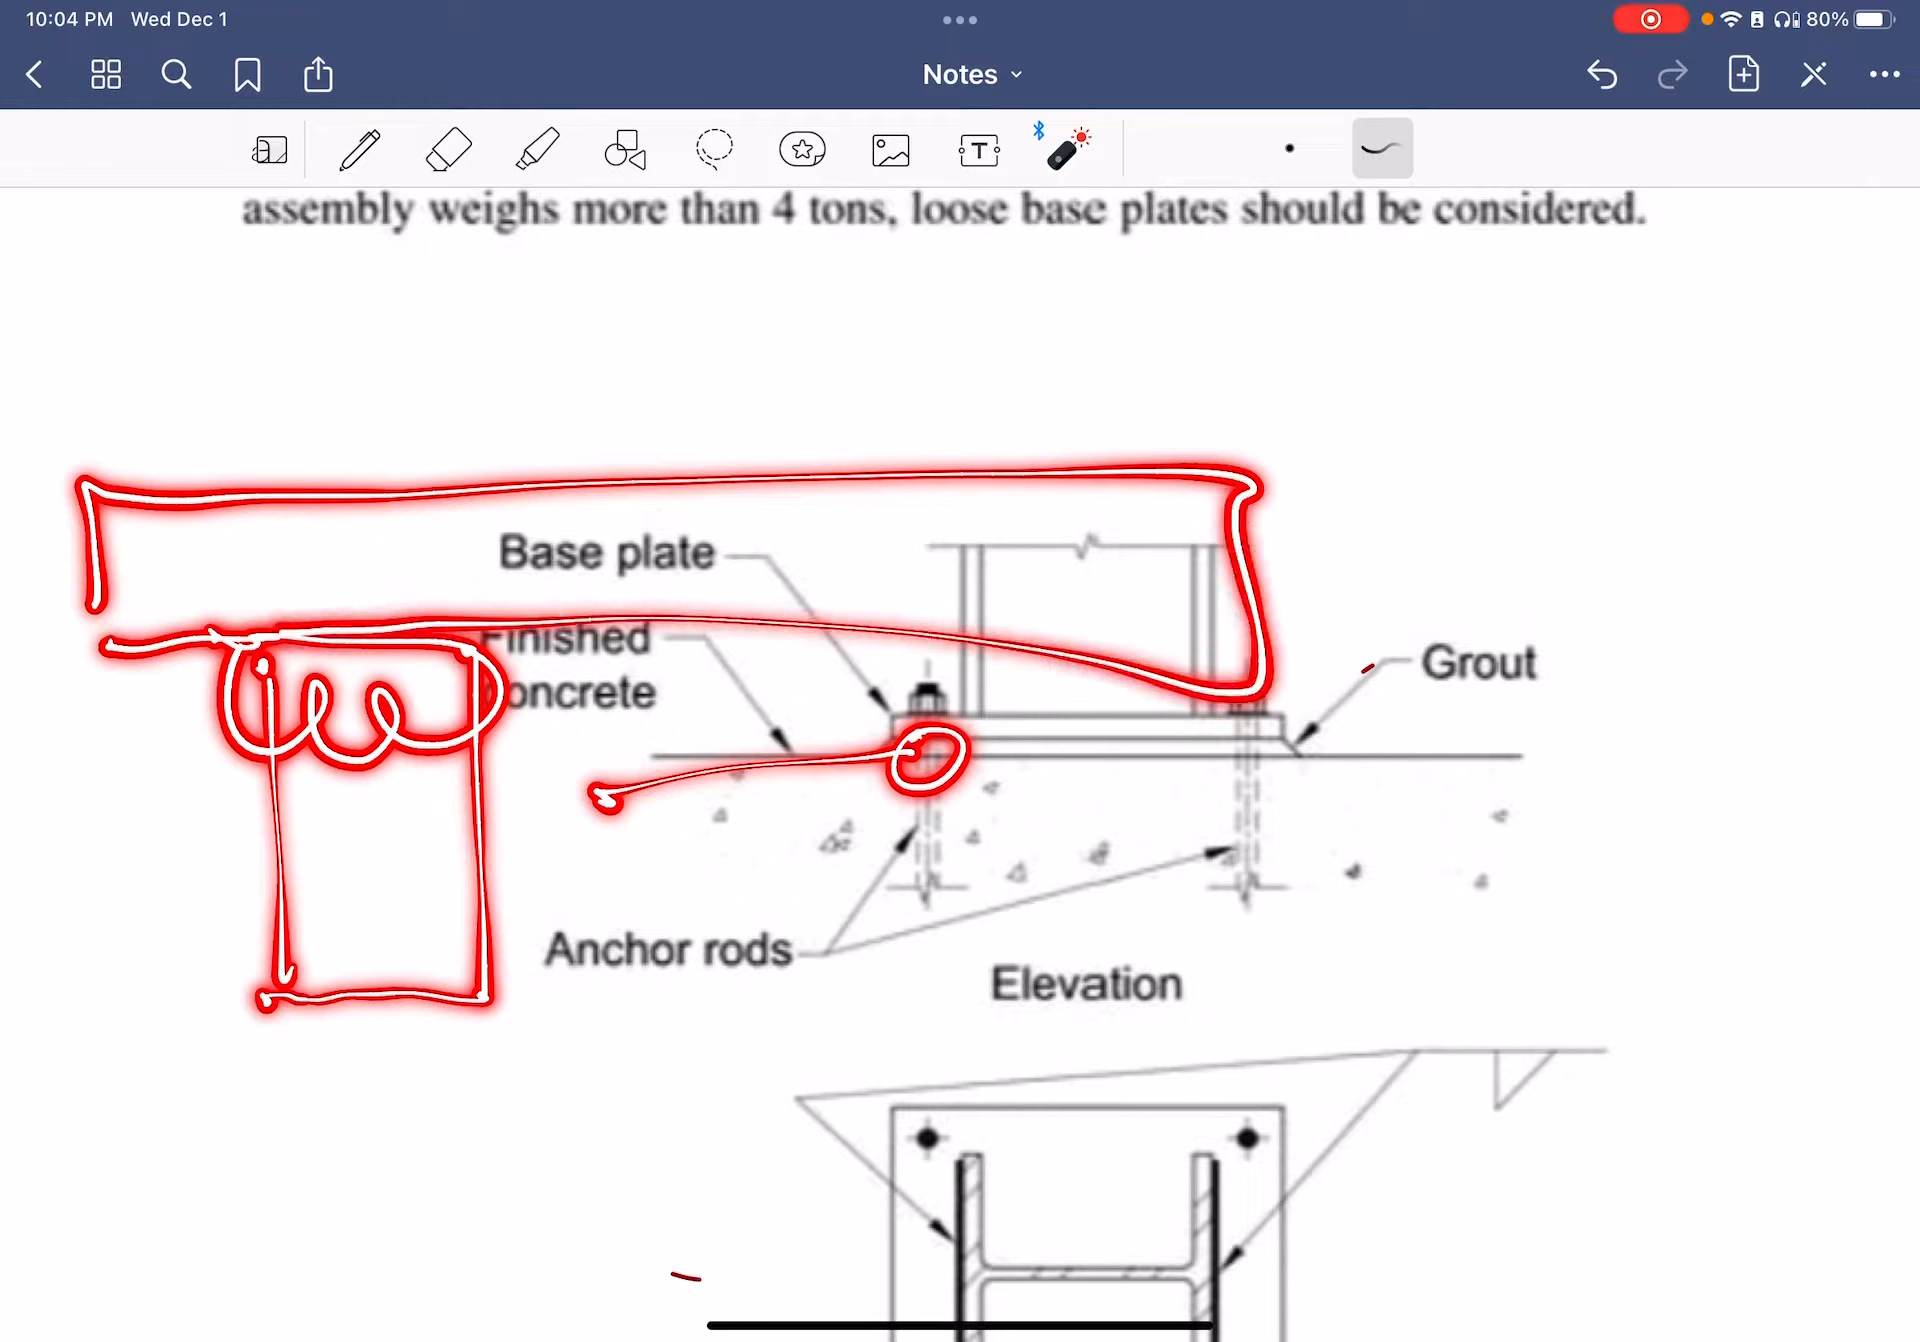 10:04 PM Wed Dec 1
80%
Notes
T
assembly weighs more than 4 tons, loose base plates should be considered.
Base plate
Finished
concrete
Grout
Anchor rods
Elevation